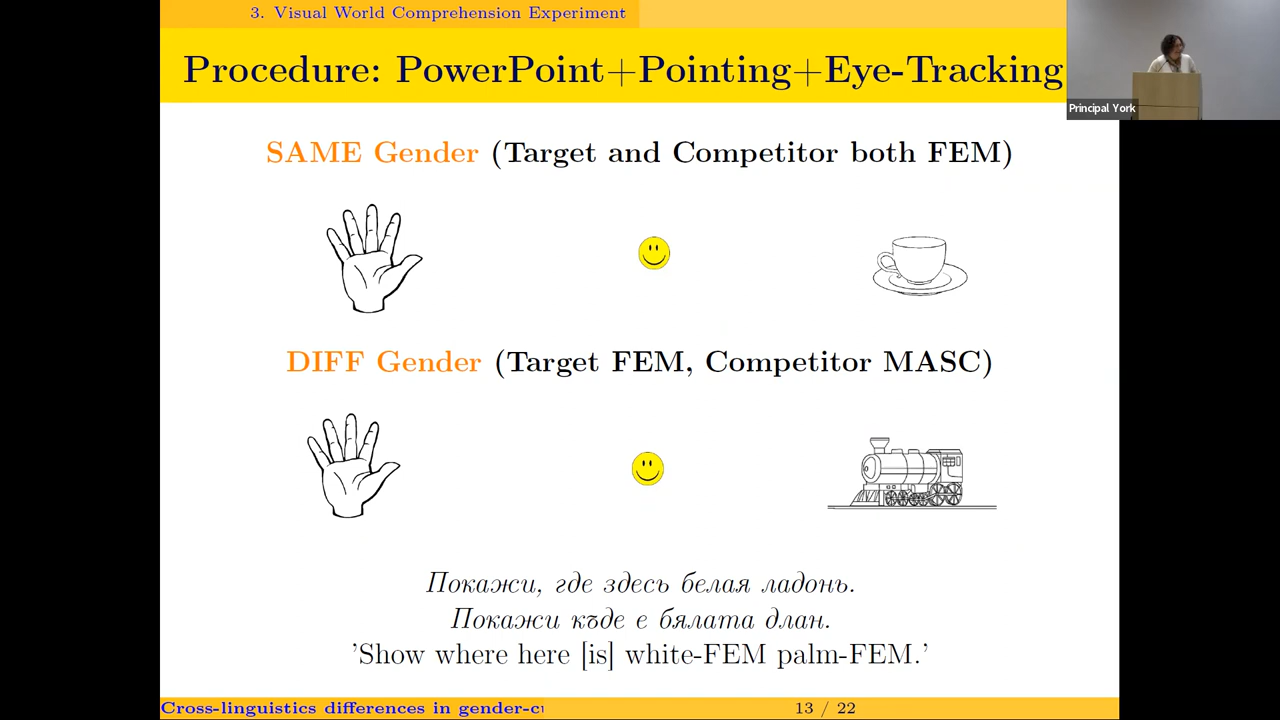 3. Visual World Comprehension Experiment
Procedure: PowerPoint+Pointing+Eye-Tracking
Principal York
SAME Gender (Target and Competitor both FEM)
DIFF Gender (Target FEM, Competitor MASC)
Покажи, где здесь белая ладонь.
Покажи къде е бялата длан.
'Show where here [is] white-FEM palm-FEM.'
Cross-linguistics differences in gender-cu
13 / 22